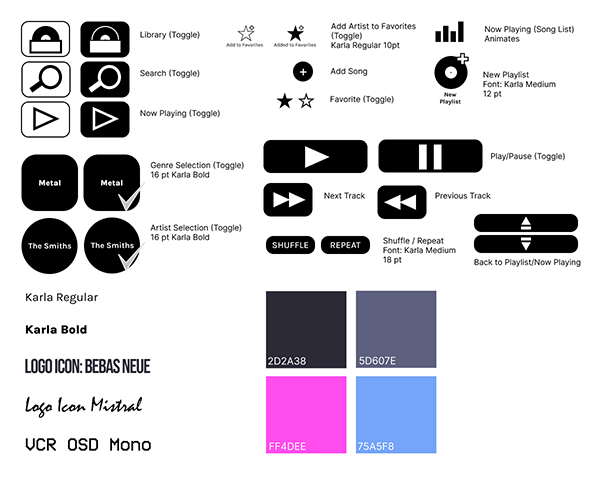 Library (Toggle)
Add to Favorites
Added to Favorites
Add Artist to Favorites
(Toggle)
Karla Regular 10pt
Now Playing (Song List)
Animates
Search (Toggle)
Add Song
New
Playlist
New Playlist
Font: Karla Medium
12 pt
Now Playing (Toggle)
Favorite (Toggle)
Metal
Metal
Genre Selection (Toggle)
16 pt Karla Bold
Play/Pause (Toggle)
Next Track
Previous Track
The Smiths
The Smiths
Artist Selection (Toggle)
16 pt Karla Bold
SHUFFLE
REPEAT
Shuffle / Repeat
Font: Karla Medium
18 pt
Back to Playlist/Now Playing
Karla Regular
Karla Bold
LOGO ICON: BEBAS NEUE
Logo Icon Mistral
VCR OSD Mono
2D2A38
5D607E
FF4DEE
75A5F8